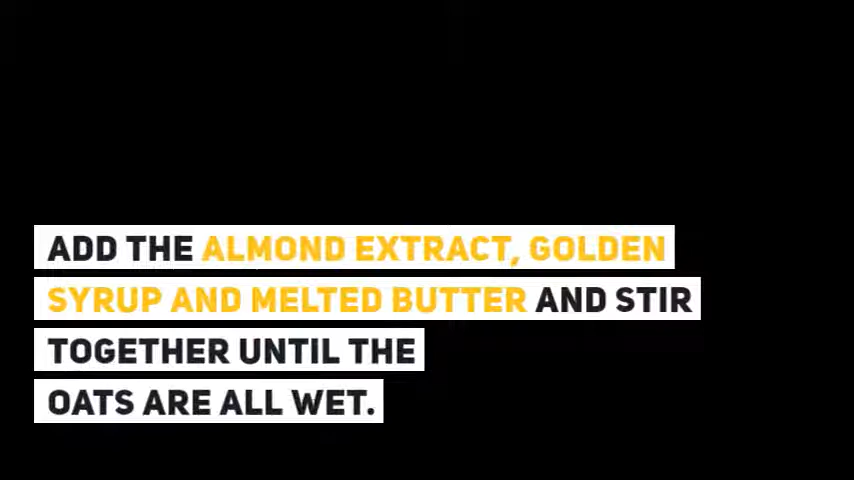 ADD THE ALMOND EXTRACT, GOLDEN
SYRUP AND MELTED BUTTER AND STIR
TOGETHER UNTIL THE
OATS ARE ALL WET.